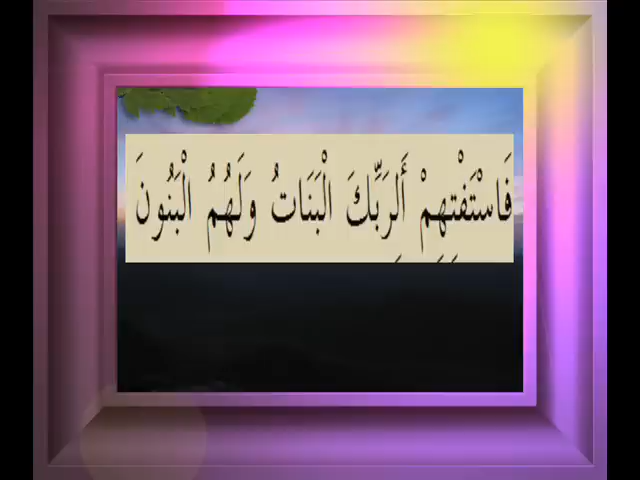 فَاسْتَفْتِهِمْ أَلِرَبِّكَ الْبَنَاتُ وَلَهُمُ الْبَنُونَ